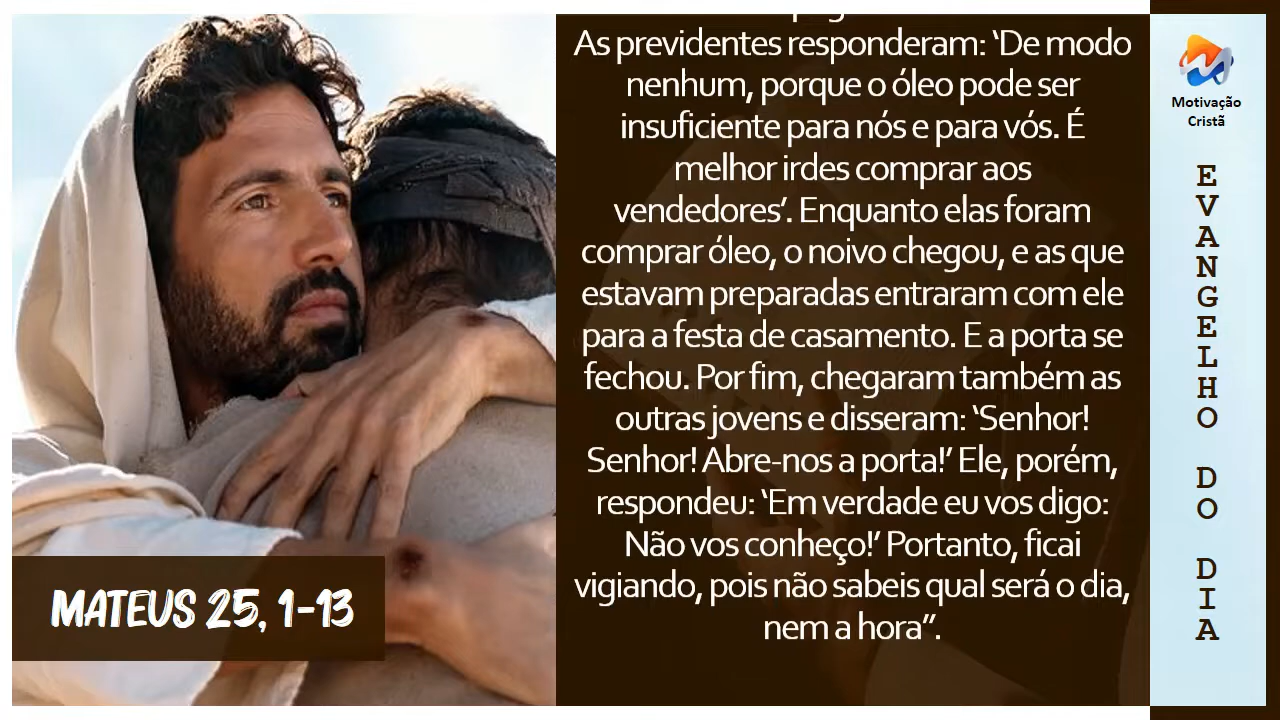 As previdentes responderam: ‘De modo
nenhum, porque o óleo pode ser
insuficiente para nós e para vós. É
melhor irdes comprar aos
vendedores’. Enquanto elas foram
comprar óleo, o noivo chegou, e as que
estavam preparadas entraram com ele
para a festa de casamento. E a porta se
fechou. Por fim, chegaram também as
outras jovens e disseram: ‘Senhor!
Senhor! Abre-nos a porta!’ Ele, porém,
respondeu: ‘Em verdade eu vos digo:
Não vos conheço!’ Portanto, ficai
vigiando, pois não sabeis qual será o dia,
nem a hora”.
MATEUS 25, 1-13
Motivação
Cristã
EVANGELHO DO DIA